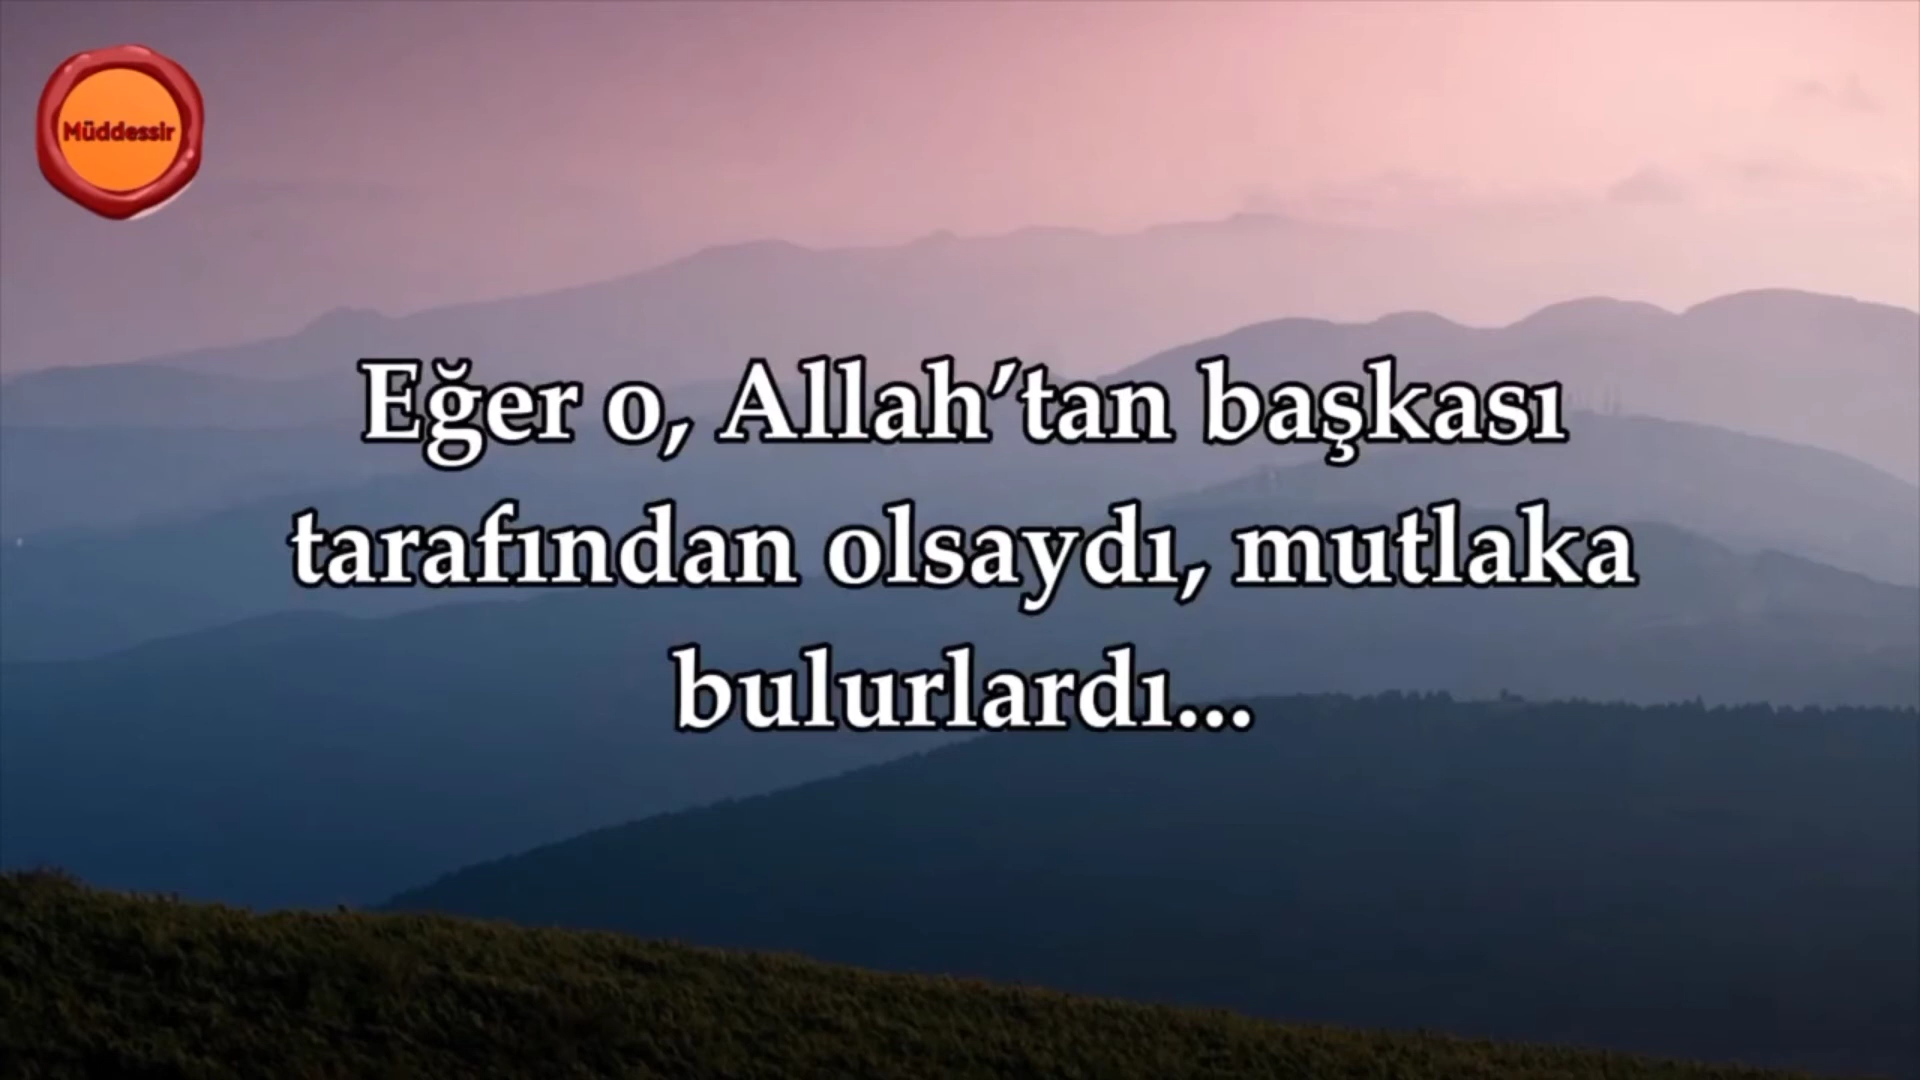 Müddessir
Eğer o, Allah’tan başkası
tarafından olsaydı, mutlaka
bulurlardı...